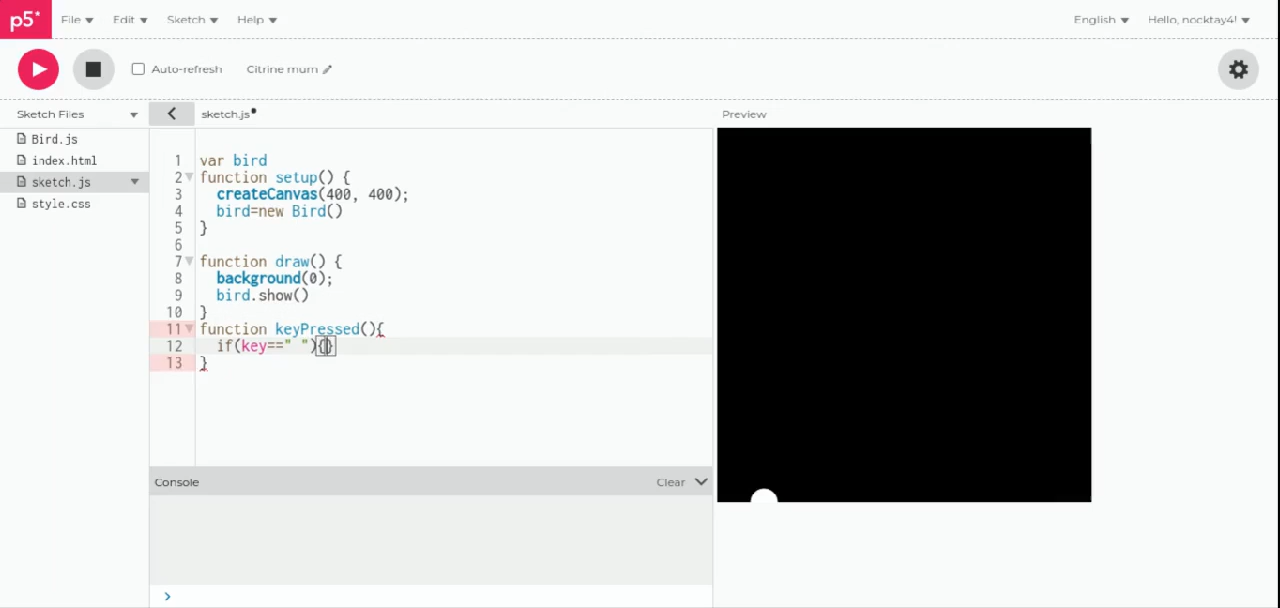 p5* File Edit Sketch Help English Hello, nocktay4!
Auto-refresh Citrine mum
Sketch Files sketch.js Preview
Bird.js
index.html
sketch.js
style.css
1 var bird
2 function setup() {
3 createCanvas(400, 400);
4 bird=new Bird()
5 }
6
7 function draw() {
8 background(0);
9 bird.show()
10 }
11 function keyPressed(){
12 if(key==" "){}
13 }
Console Clear
>